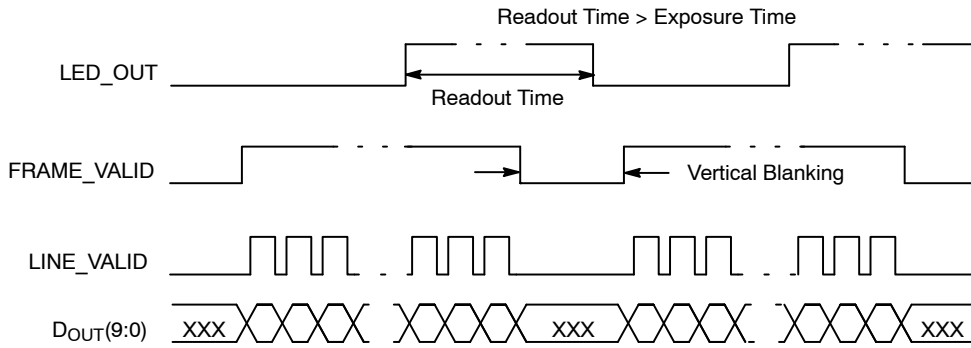 Readout Time > Exposure Time
LED_OUT
Readout Time
FRAME_VALID
Vertical Blanking
LINE_VALID
DOUT(9:0)
XXX
XXX
XXX